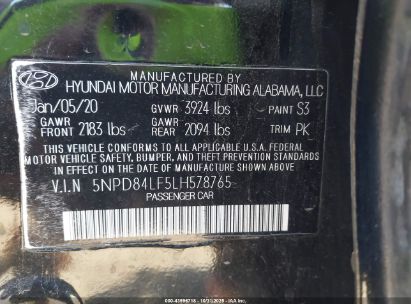 MANUFACTURED BY
HYUNDAI MOTOR MANUFACTURING ALABAMA, LLC
Jan/05/20 GVWR 3924 lbs PAINT S3
GAWR FRONT 2183 lbs GAWR REAR 2094 lbs TRIM PK
THIS VEHICLE CONFORMS TO ALL APPLICABLE U.S. FEDERAL
MOTOR VEHICLE SAFETY, BUMPER, AND THEFT PREVENTION
STANDARDS IN EFFECT ON THE DATE OF MANUFACTURE SHOWN ABOVE.
V.I.N 5NPD84LF5LH578765
PASSENGER CAR